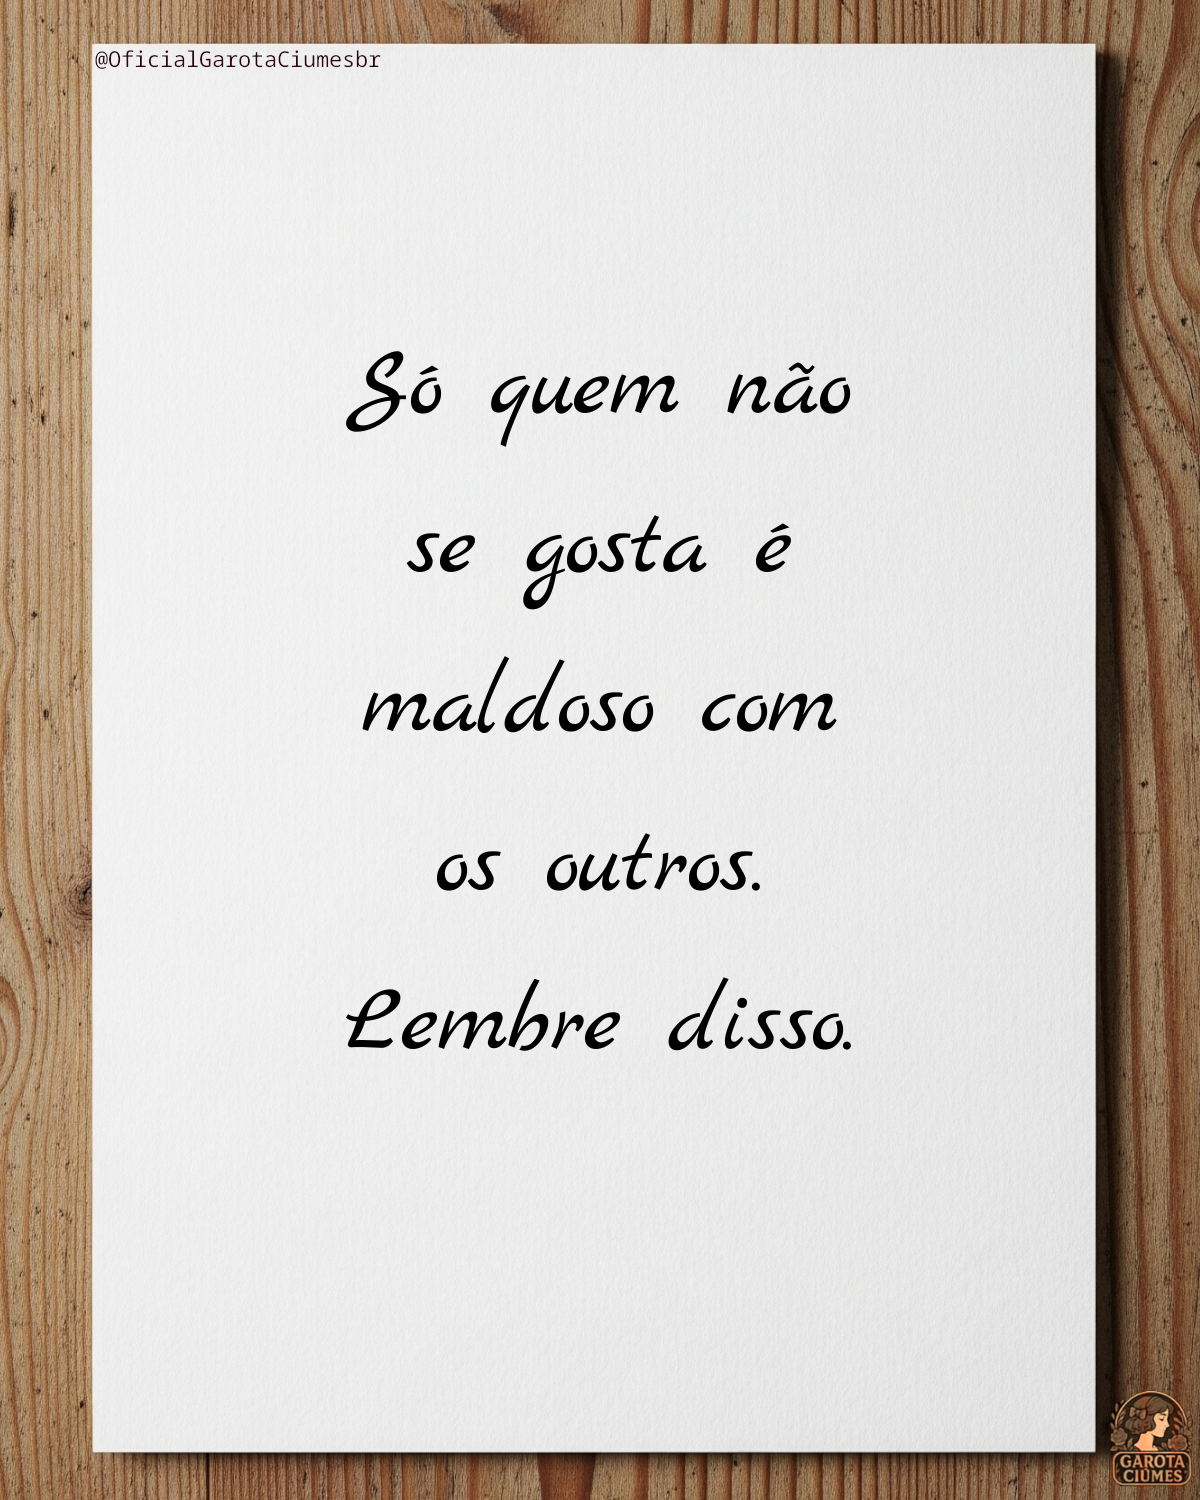 @OficialGarotaCiumesbr
Só quem não
se gosta é
maldoso com
os outros.
Lembre disso.
GAROTA
CIÚMES